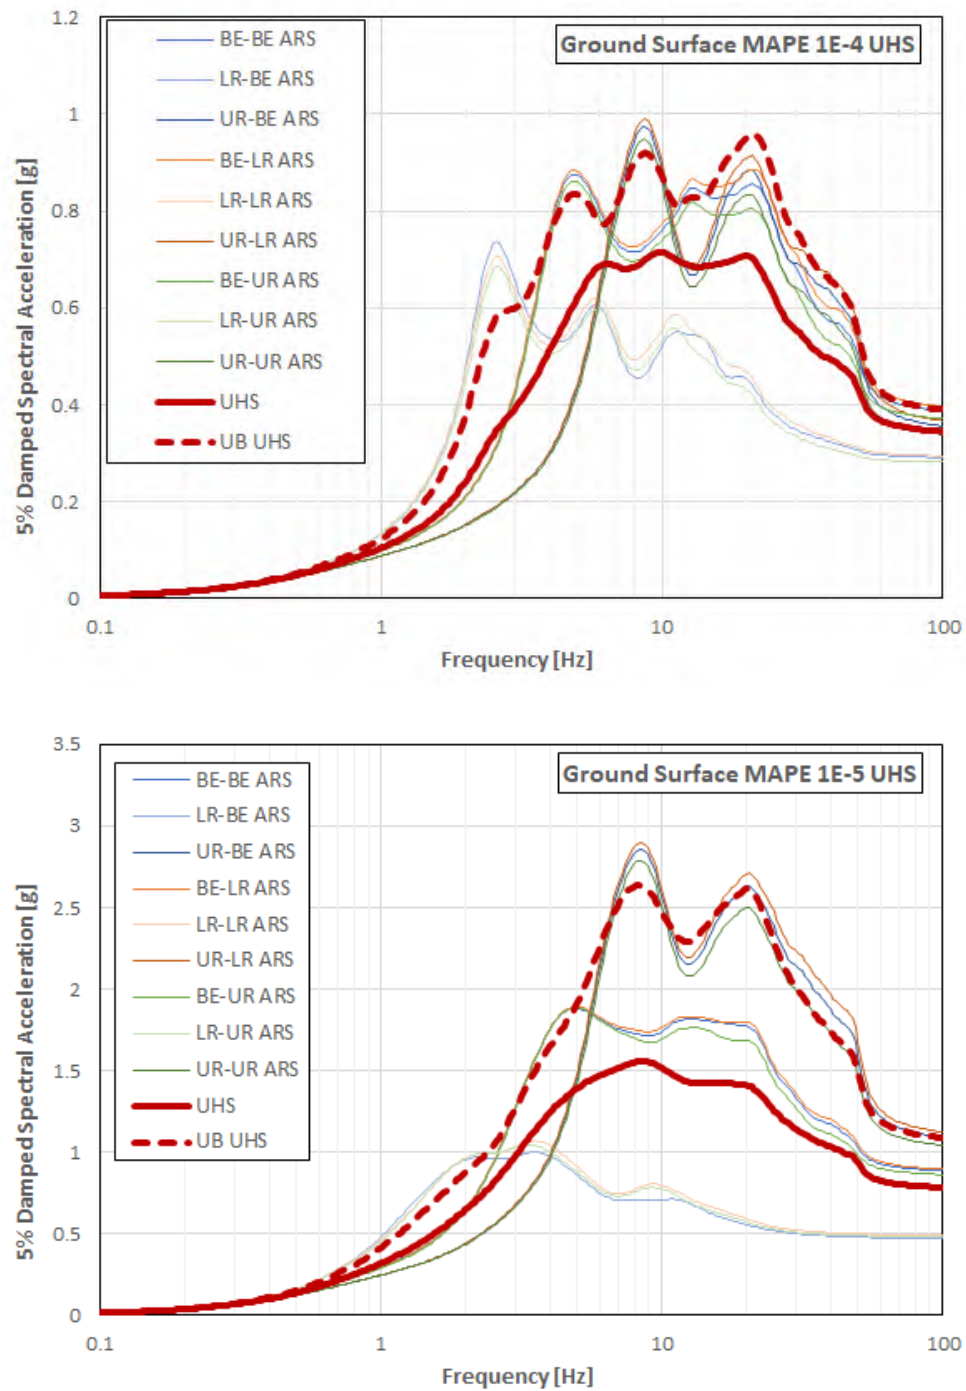 1.2
Ground Surface MAPE 1E-4 UHS
BE-BE ARS
LR-BE ARS
UR-BE ARS
BE-LR ARS
LR-LR ARS
UR-LR ARS
BE-UR ARS
LR-UR ARS
UR-UR ARS
UHS
UB UHS
1
0.8
0.6
0.4
0.2
0
5% Damped Spectral Acceleration [g]
0.1 1 10 100
Frequency [Hz]
3.5
Ground Surface MAPE 1E-5 UHS
BE-BE ARS
LR-BE ARS
UR-BE ARS
BE-LR ARS
LR-LR ARS
UR-LR ARS
BE-UR ARS
LR-UR ARS
UR-UR ARS
UHS
UB UHS
3
2.5
2
1.5
1
0.5
0
5% Damped Spectral Acceleration [g]
0.1 1 10 100
Frequency [Hz]